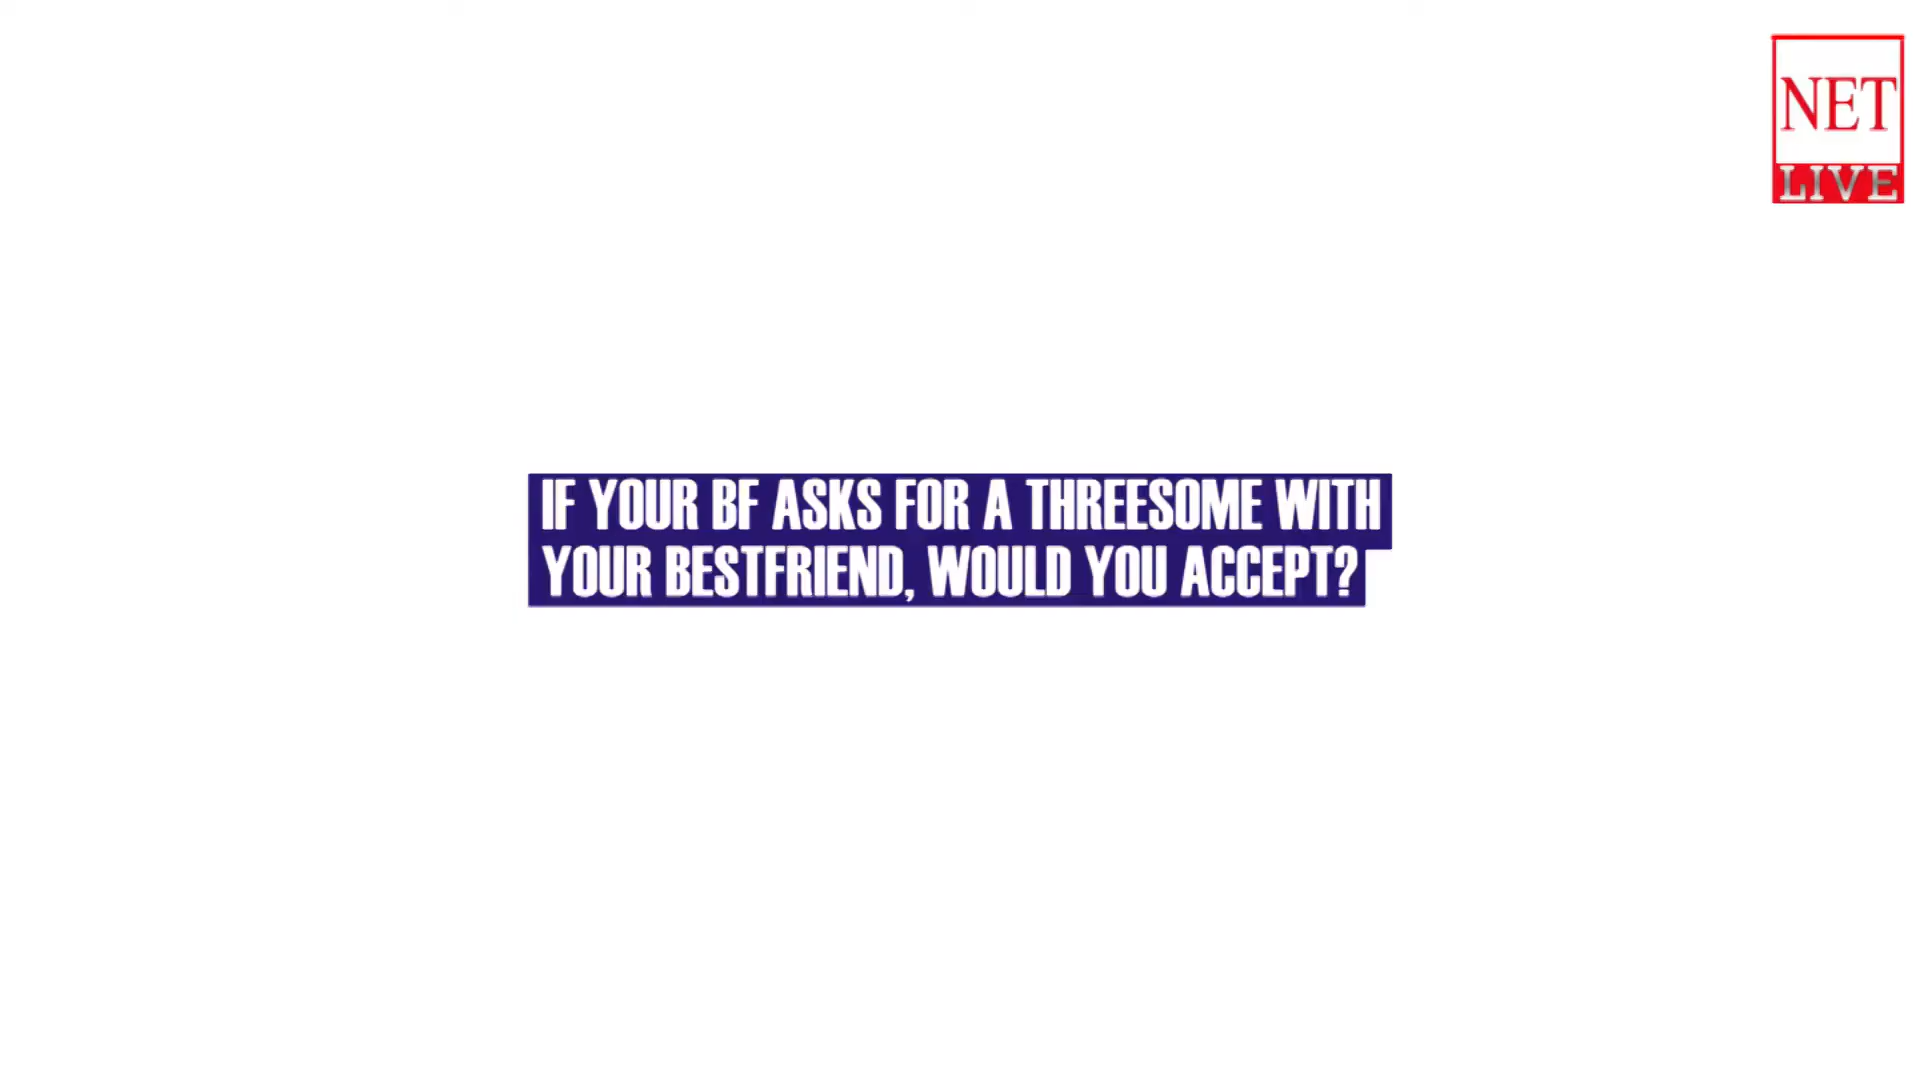 NET
LIVE
IF YOUR BF ASKS FOR A THREESOME WITH
YOUR BESTFRIEND, WOULD YOU ACCEPT?